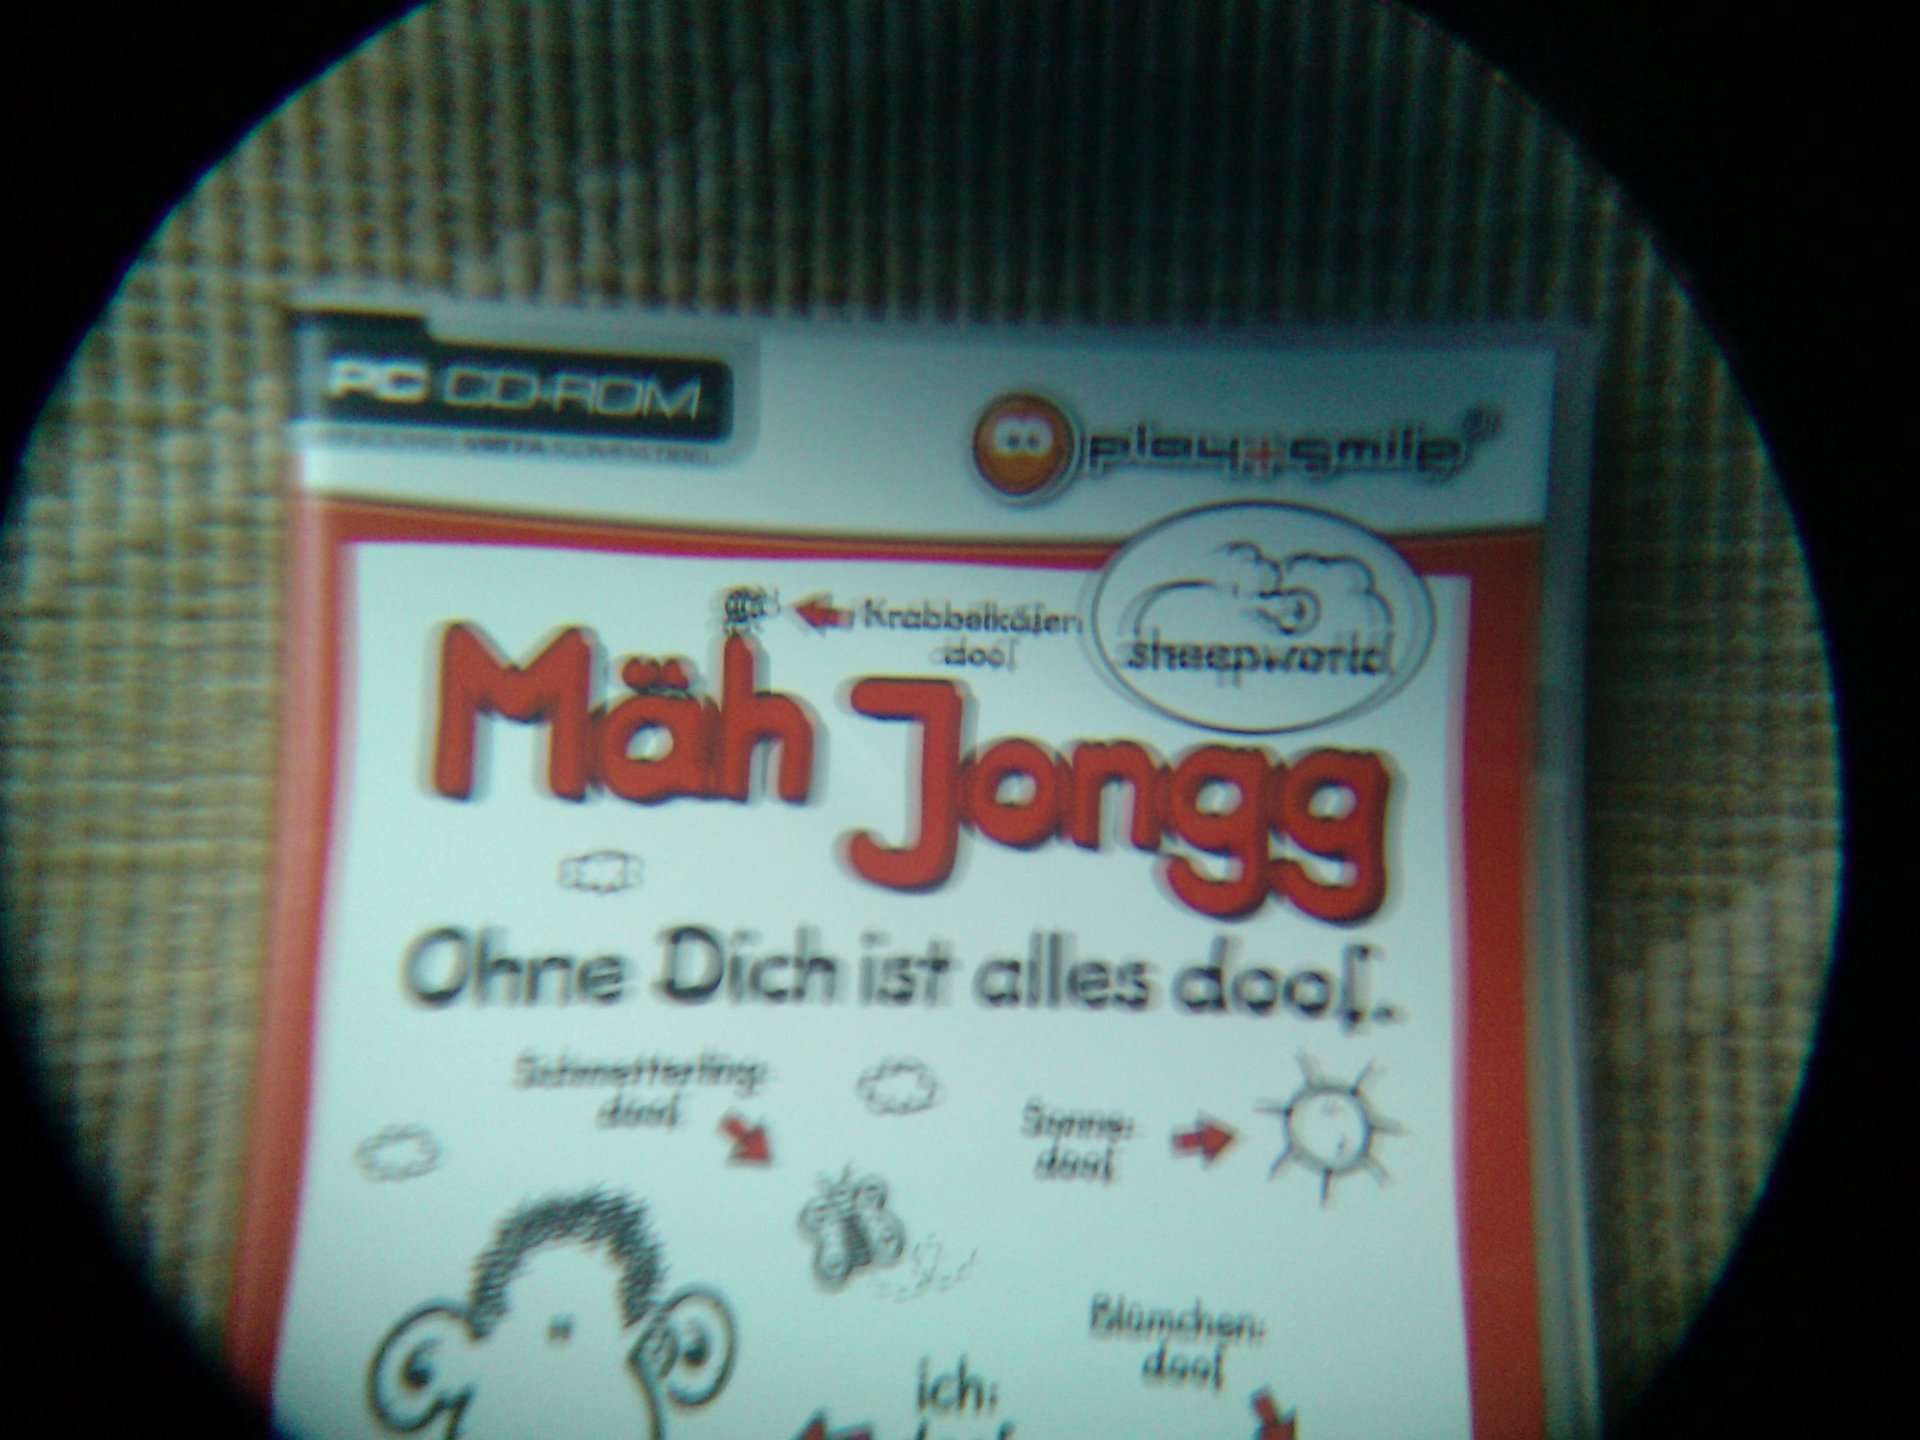 PC CD-ROM
play+smile
Krabbelkäfer:
doof
sheepworld
Mäh Jongg
Ohne Dich ist alles doof.
Schmetterling:
doof
Sonne:
doof
Blümchen:
doof
ich: